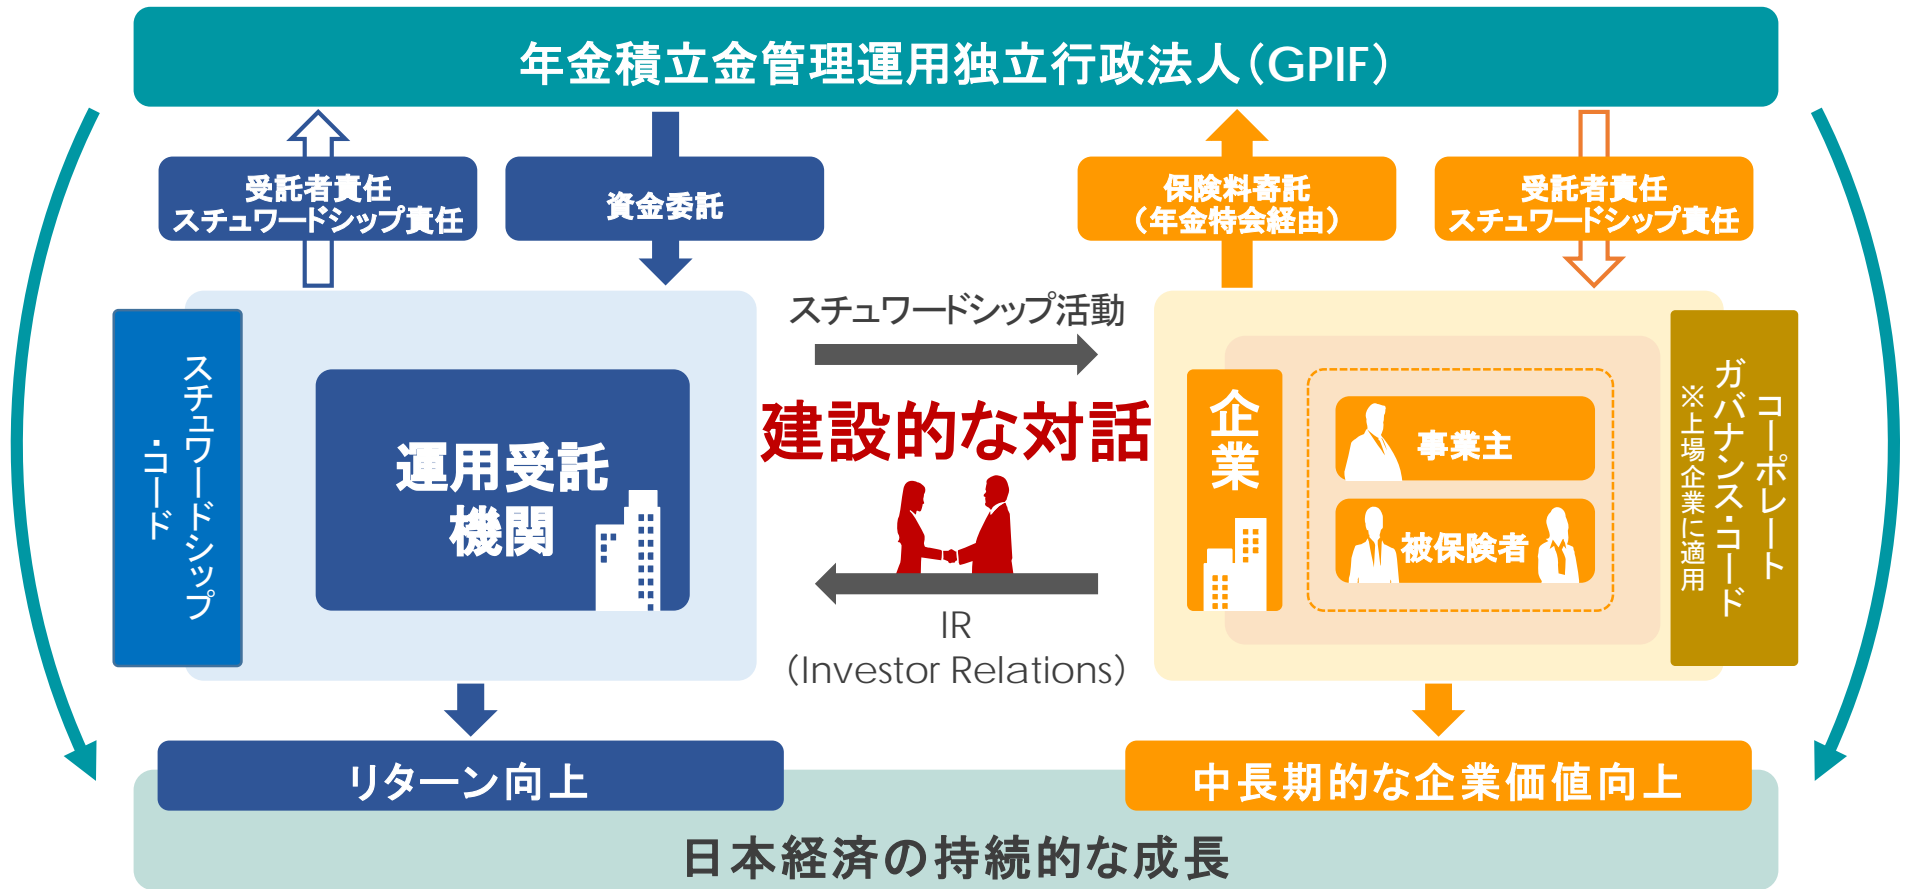 年金積立金管理運用独立行政法人（GPIF）
受託者責任
スチュワードシップ責任
資金委託
保険料寄託
（年金特会経由）
受託者責任
スチュワードシップ責任
スチュワードシップ
・コード
運用受託
機関
スチュワードシップ活動
建設的な対話
IR
（Investor Relations）
企業
事業主
被保険者
コーポレート
ガバナンス・コード
※上場企業に適用
リターン向上
中長期的な企業価値向上
日本経済の持続的な成長